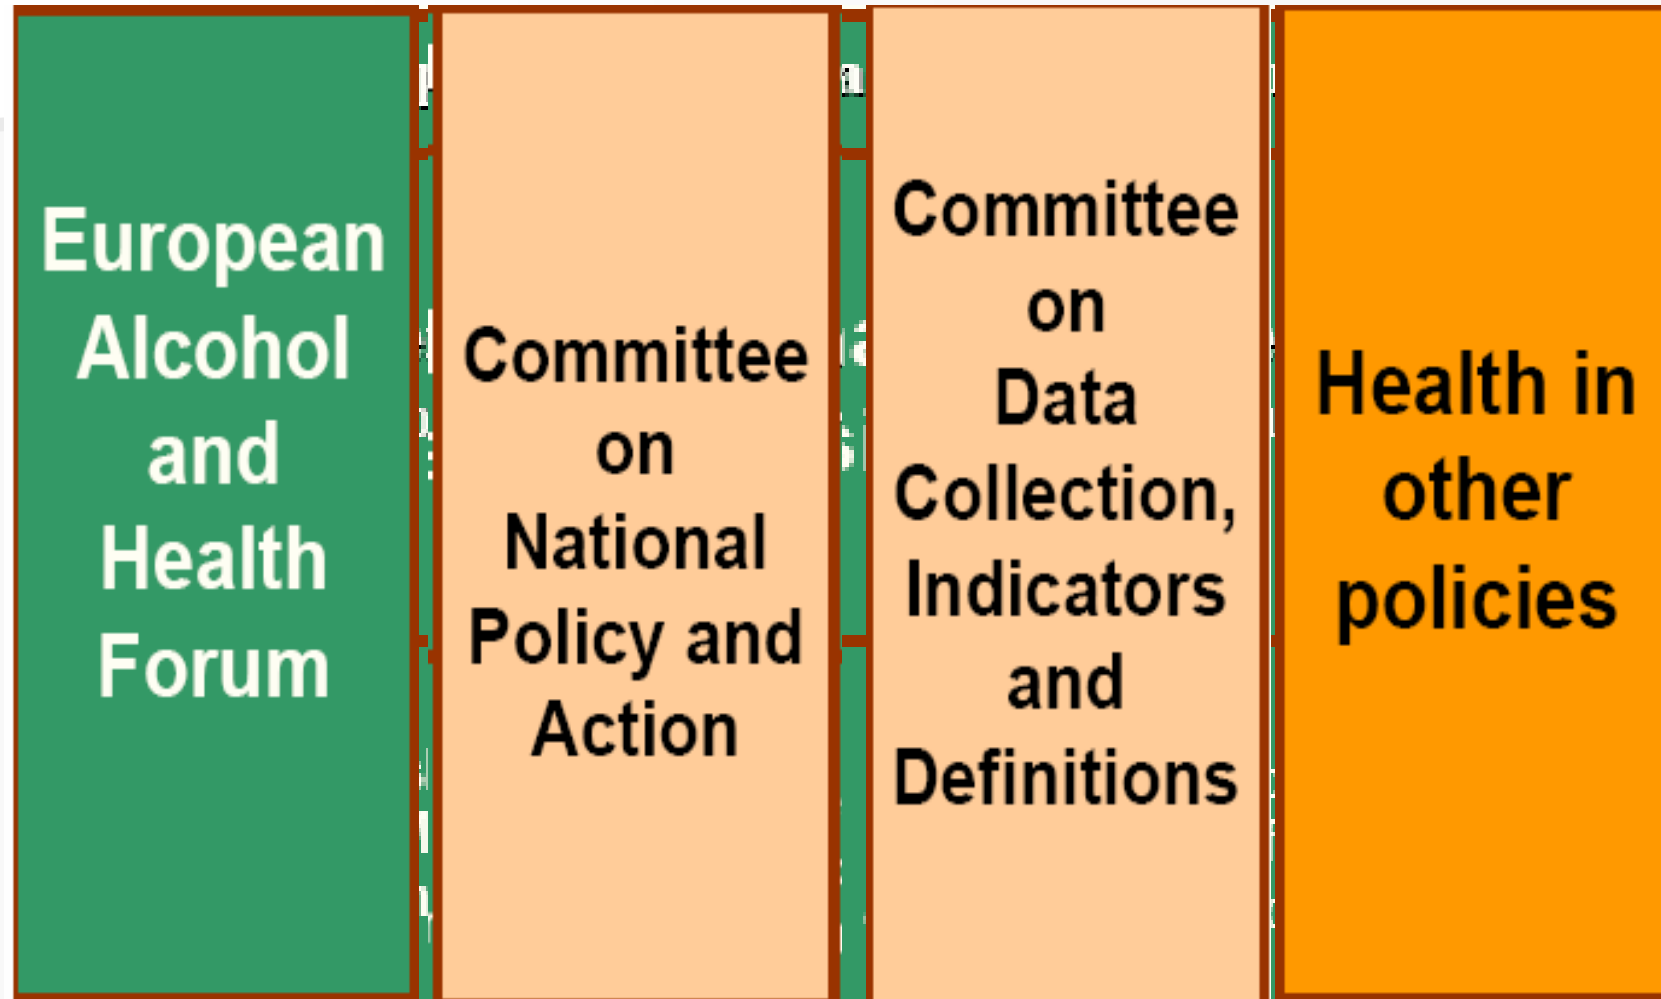 European
Alcohol
and
Health
Forum
Committee
on
National
Policy and
Action
Committee
on
Data
Collection,
Indicators
and
Definitions
Health in
other
policies